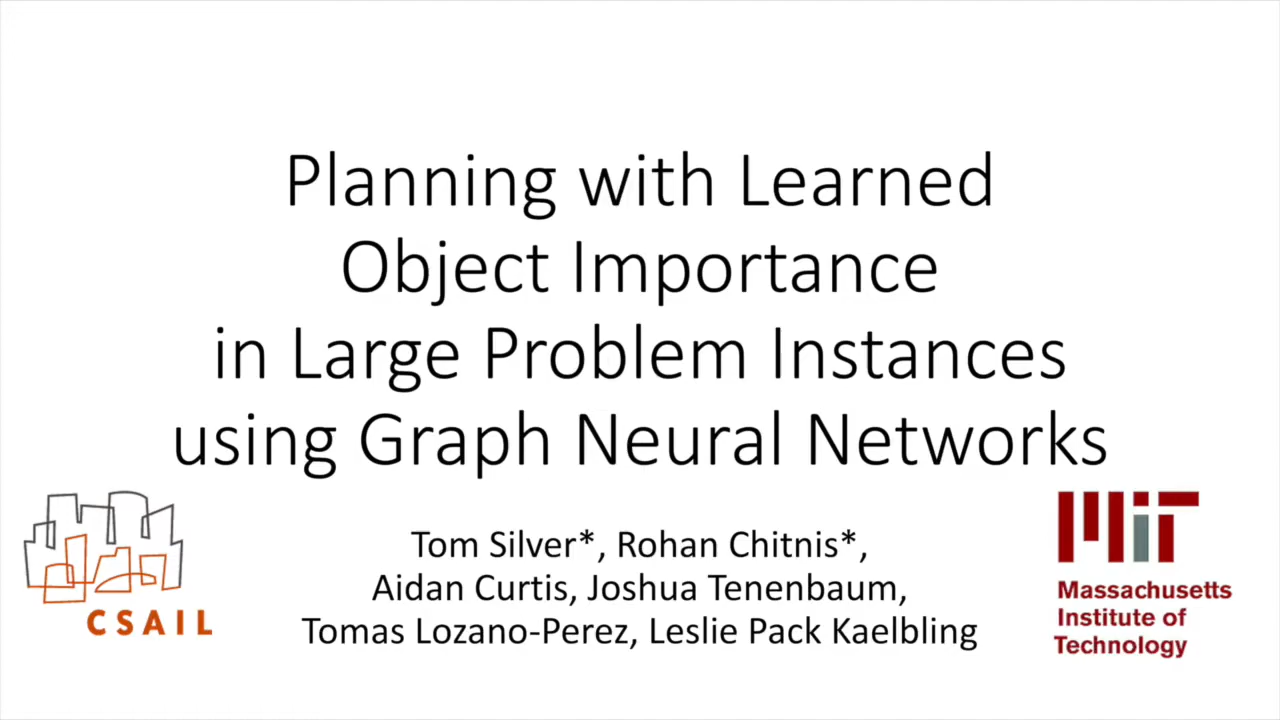 Planning with Learned
Object Importance
in Large Problem Instances
using Graph Neural Networks
Tom Silver*, Rohan Chitnis*,
Aidan Curtis, Joshua Tenenbaum,
Tomas Lozano-Perez, Leslie Pack Kaelbling
CSAIL
MIT
Massachusetts
Institute of
Technology